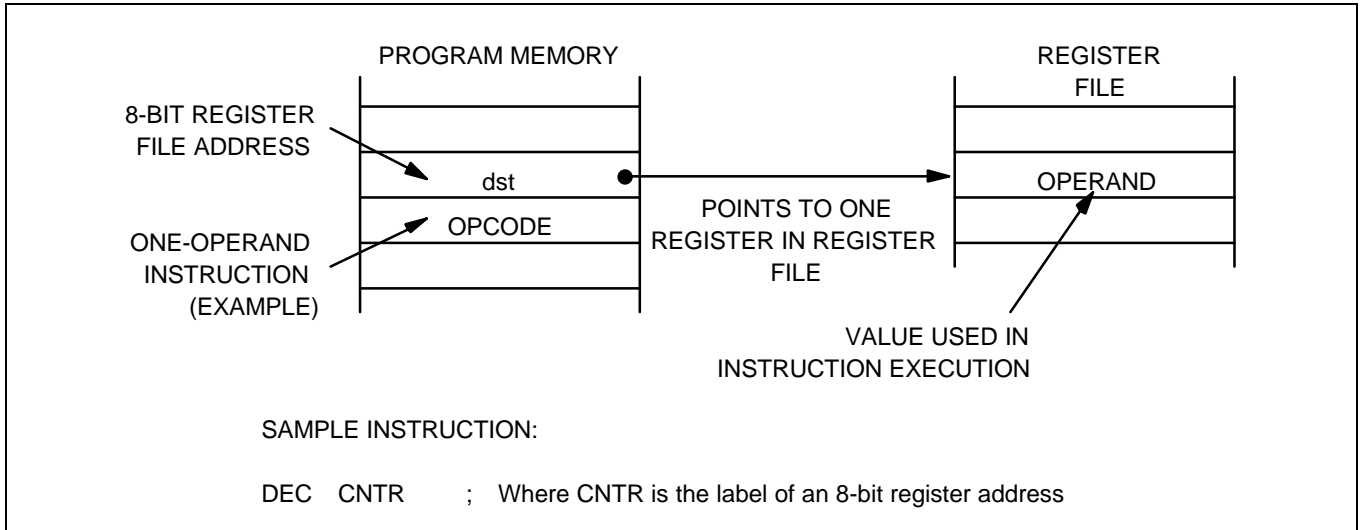 PROGRAM MEMORY
REGISTER
FILE
8-BIT REGISTER
FILE ADDRESS
dst
OPERAND
OPCODE
POINTS TO ONE
REGISTER IN REGISTER
FILE
ONE-OPERAND
INSTRUCTION
(EXAMPLE)
VALUE USED IN
INSTRUCTION EXECUTION
SAMPLE INSTRUCTION:
DEC CNTR ; Where CNTR is the label of an 8-bit register address